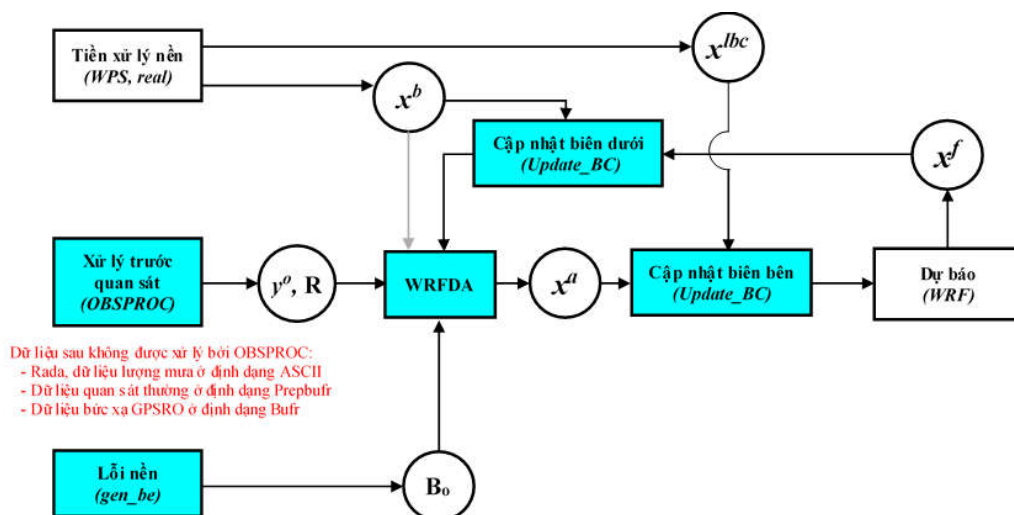 Tiền xử lý nền
(WPS, real)
x^lbc
x^b
Cập nhật biên dưới
(Update_BC)
x^f
Xử lý trước
quan sát
(OBSPROC)
y^o, R
WRFDA
x^a
Cập nhật biên bên
(Update_BC)
Dự báo
(WRF)
Dữ liệu sau không được xử lý bởi OBSPROC:
- Rada, dữ liệu lượng mưa ở định dạng ASCII
- Dữ liệu quan sát thường ở định dạng Prepbufr
- Dữ liệu bức xạ GPSRO ở định dạng Bufr
Lỗi nền
(gen_be)
B₀